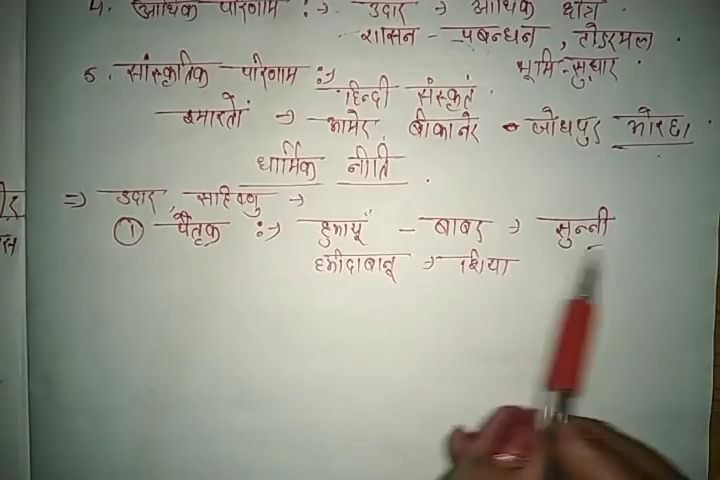 4. आर्थिक परिणाम :→ उदार → आर्थिक क्षेत्र
शासन - प्रबन्धन , टोडरमल
भूमि-सुधार
5. सांस्कृतिक परिणाम :→ हिन्दी संस्कृत
इमारतों → आमेर बीकानेर - जोधपुर ओरछा
धार्मिक नीति
⇒ उदार, सहिष्णु →
① पैतृक :→ हुमायूं - बाबर → सुन्नी
हमीदाबानू → शिया